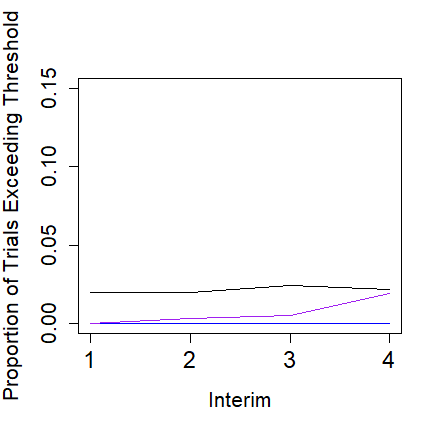 Proportion of Trials Exceeding Threshold
0.15
0.10
0.05
0.00
1 2 3 4
Interim